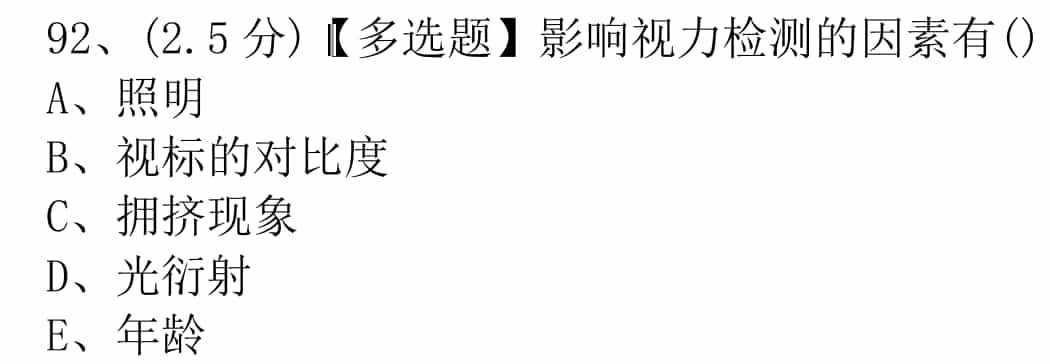 92、(2.5分)【多选题】影响视力检测的因素有()
A、照明
B、视标的对比度
C、拥挤现象
D、光衍射
E、年龄